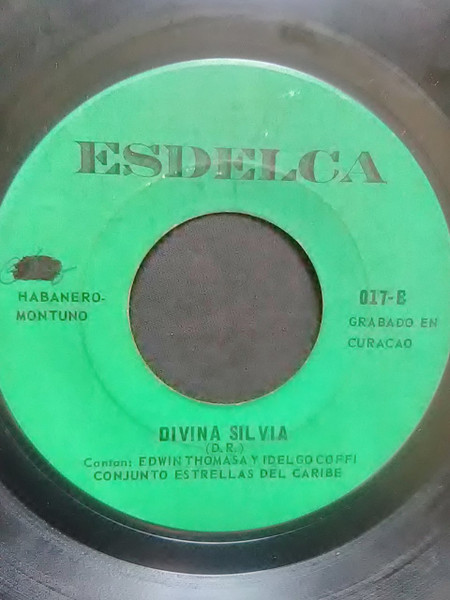 ESDELCA
HABANERO-
MONTUNO
017-B
GRABADO EN
CURACAO
DIVINA SILVIA
(D.R.)
Cantan: EDWIN THOMASA Y IDELGO COFFI
CONJUNTO ESTRELLAS DEL CARIBE